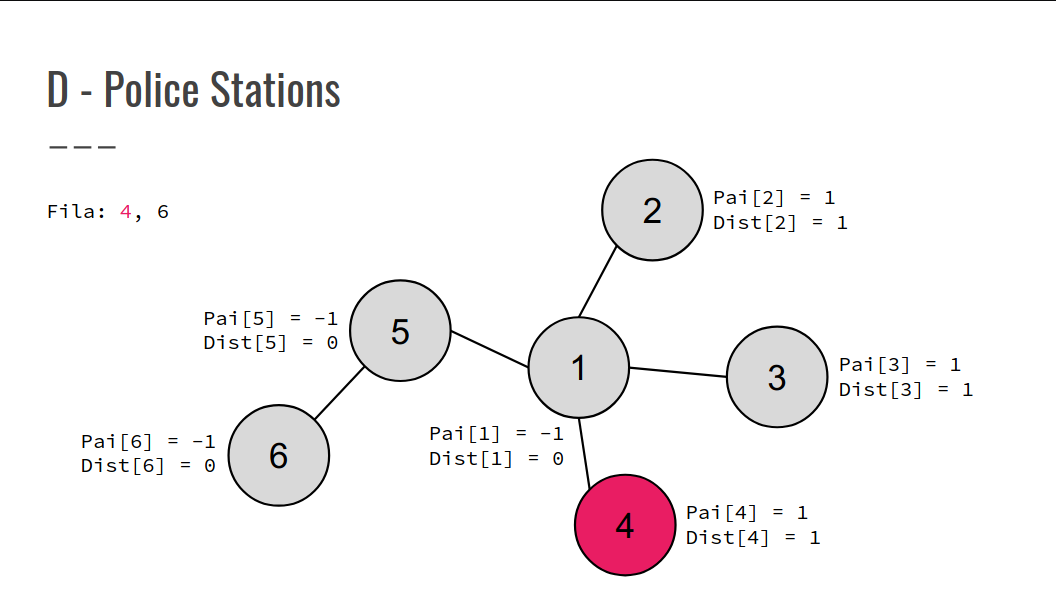 D - Police Stations
Fila: 4, 6
2
Pai[2] = 1
Dist[2] = 1
Pai[5] = -1
Dist[5] = 0
5
1
3
Pai[3] = 1
Dist[3] = 1
Pai[6] = -1
Dist[6] = 0
6
Pai[1] = -1
Dist[1] = 0
4
Pai[4] = 1
Dist[4] = 1